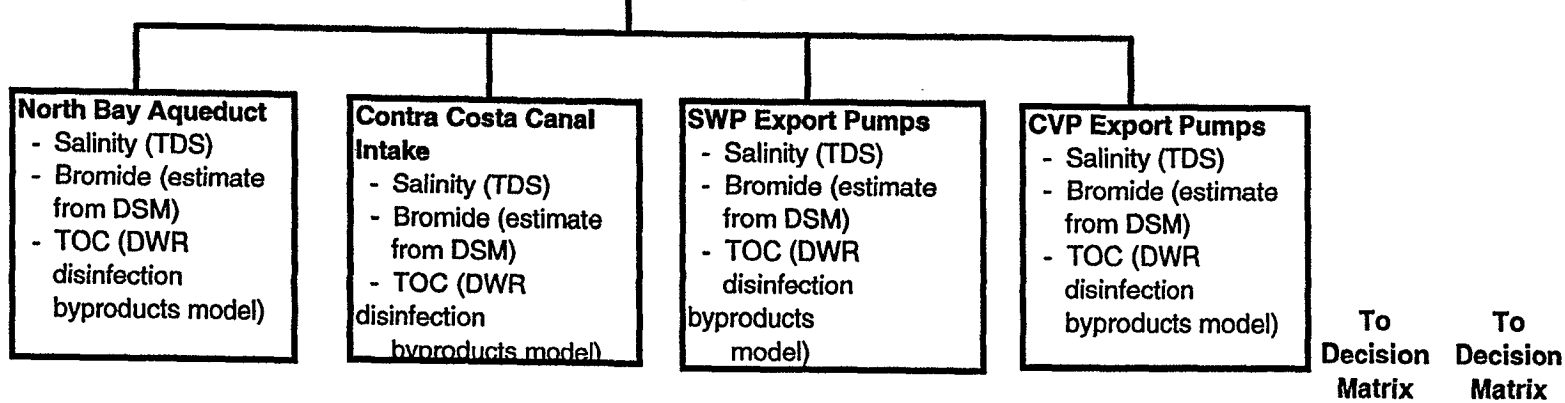 North Bay Aqueduct
- Salinity (TDS)
- Bromide (estimate
from DSM)
- TOC (DWR
disinfection
byproducts model)
Contra Costa Canal
Intake
- Salinity (TDS)
- Bromide (estimate
from DSM)
- TOC (DWR
disinfection
byproducts model)
SWP Export Pumps
- Salinity (TDS)
- Bromide (estimate
from DSM)
- TOC (DWR
disinfection
byproducts
model)
CVP Export Pumps
- Salinity (TDS)
- Bromide (estimate
from DSM)
- TOC (DWR
disinfection
byproducts model)
To
Decision
Matrix
To
Decision
Matrix